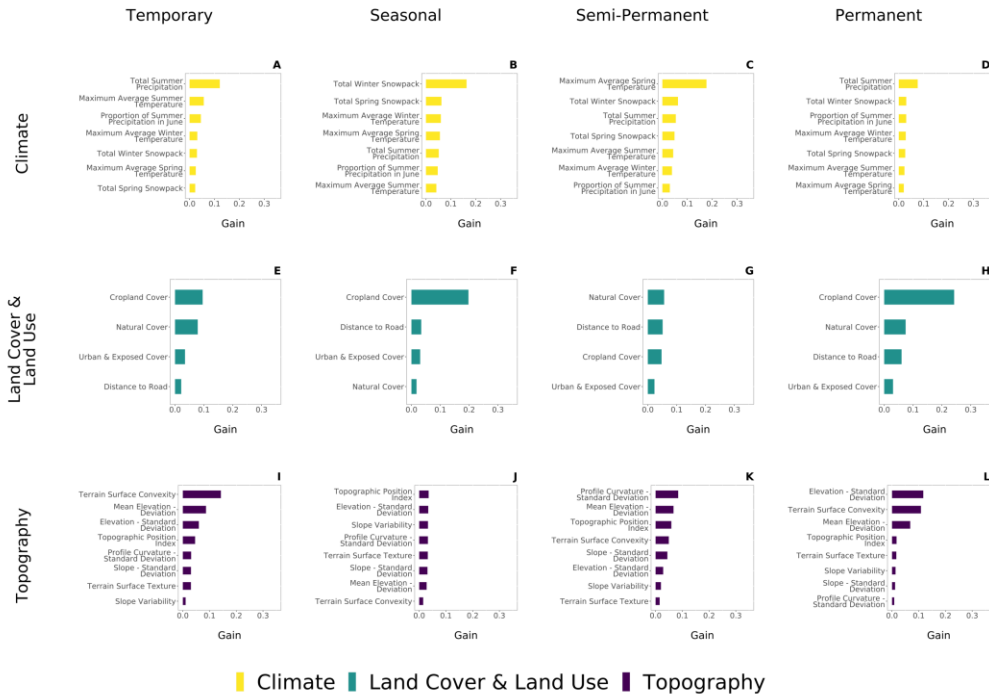 Temporary Seasonal Semi-Permanent Permanent
Climate
A
Total Summer
Precipitation
Maximum Average Summer
Temperature
Proportion of Summer
Precipitation in June
Maximum Average Winter
Temperature
Total Winter Snowpack
Maximum Average Spring
Temperature
Total Spring Snowpack
0.0 0.1 0.2 0.3
Gain
B
Total Winter Snowpack
Total Spring Snowpack
Maximum Average Winter
Temperature
Maximum Average Spring
Temperature
Total Summer
Precipitation
Proportion of Summer
Precipitation in June
Maximum Average Summer
Temperature
0.0 0.1 0.2 0.3
Gain
C
Maximum Average Spring
Temperature
Total Winter Snowpack
Total Summer
Precipitation
Total Spring Snowpack
Maximum Average Summer
Temperature
Maximum Average Winter
Temperature
Proportion of Summer
Precipitation in June
0.0 0.1 0.2 0.3
Gain
D
Total Summer
Precipitation
Total Winter Snowpack
Proportion of Summer
Precipitation in June
Maximum Average Winter
Temperature
Total Spring Snowpack
Maximum Average Summer
Temperature
Maximum Average Spring
Temperature
0.0 0.1 0.2 0.3
Gain
Land Cover &
Land Use
E
Cropland Cover
Natural Cover
Urban & Exposed Cover
Distance to Road
0.0 0.1 0.2 0.3
Gain
F
Cropland Cover
Distance to Road
Urban & Exposed Cover
Natural Cover
0.0 0.1 0.2 0.3
Gain
G
Natural Cover
Distance to Road
Cropland Cover
Urban & Exposed Cover
0.0 0.1 0.2 0.3
Gain
H
Cropland Cover
Natural Cover
Distance to Road
Urban & Exposed Cover
0.0 0.1 0.2 0.3
Gain
Topography
I
Terrain Surface Convexity
Mean Elevation -
Deviation
Elevation - Standard
Deviation
Topographic Position
Index
Profile Curvature -
Standard Deviation
Slope - Standard
Deviation
Terrain Surface Texture
Slope Variability
0.0 0.1 0.2 0.3
Gain
J
Topographic Position
Index
Elevation - Standard
Deviation
Slope Variability
Profile Curvature -
Standard Deviation
Terrain Surface Texture
Slope - Standard
Deviation
Mean Elevation -
Deviation
Terrain Surface Convexity
0.0 0.1 0.2 0.3
Gain
K
Profile Curvature -
Standard Deviation
Mean Elevation -
Deviation
Topographic Position
Index
Terrain Surface Convexity
Slope - Standard
Deviation
Elevation - Standard
Deviation
Slope Variability
Terrain Surface Texture
0.0 0.1 0.2 0.3
Gain
L
Elevation - Standard
Deviation
Terrain Surface Convexity
Mean Elevation -
Deviation
Topographic Position
Index
Terrain Surface Texture
Slope Variability
Slope - Standard
Deviation
Profile Curvature -
Standard Deviation
0.0 0.1 0.2 0.3
Gain
Climate Land Cover & Land Use Topography